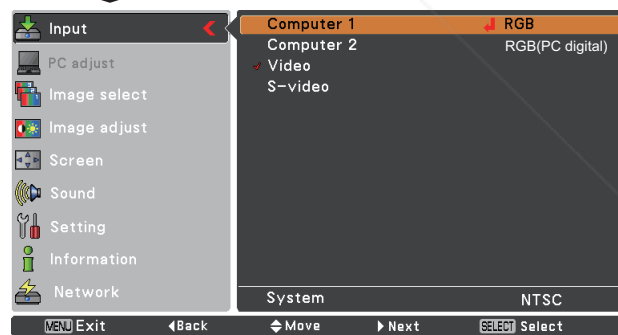 Input
PC adjust
Image select
Image adjust
Screen
Sound
Setting
Information
Network
Computer 1 RGB
Computer 2 RGB(PC digital)
Video
S-video
System NTSC
MENU Exit Back Move Next SELECT Select